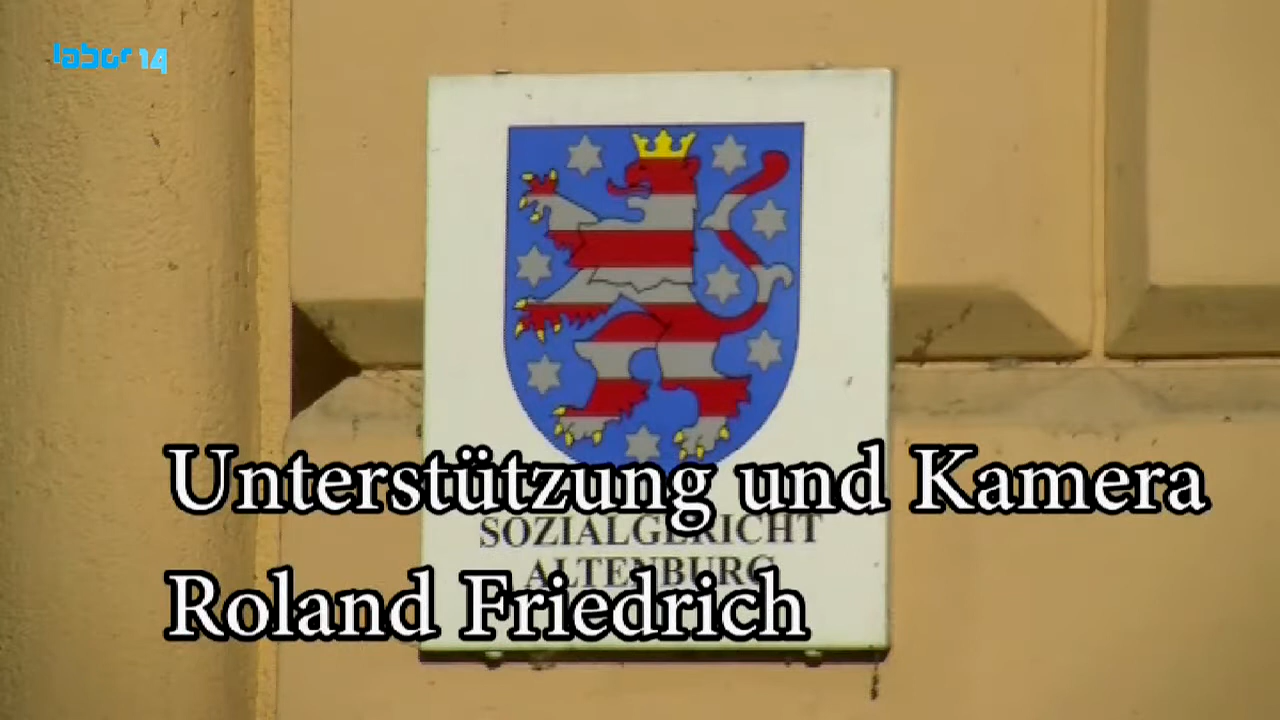 labor 14
SOZIALGERICHT
ALTENBURG
Unterstützung und Kamera
Roland Friedrich